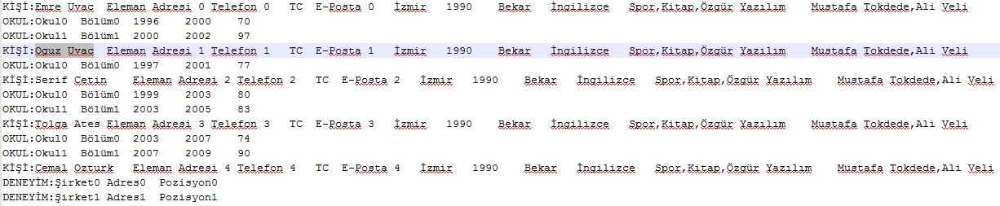 KİŞİ:Emre Uvac Eleman Adresi 0 Telefon 0 TC E-Posta 0 İzmir 1990 Bekar İngilizce Spor,Kitap,Özgür Yazılım Mustafa Tokdede,Ali Veli
OKUL:Okul0 Bölüm0 1996 2000 70
OKUL:Okul1 Bölüm1 2000 2002 97
KİŞİ:Oguz Uvac Eleman Adresi 1 Telefon 1 TC E-Posta 1 İzmir 1990 Bekar İngilizce Spor,Kitap,Özgür Yazılım Mustafa Tokdede,Ali Veli
OKUL:Okul0 Bölüm0 1997 2001 77
KİŞİ:Serif Cetin Eleman Adresi 2 Telefon 2 TC E-Posta 2 İzmir 1990 Bekar İngilizce Spor,Kitap,Özgür Yazılım Mustafa Tokdede,Ali Veli
OKUL:Okul0 Bölüm0 1999 2003 80
OKUL:Okul1 Bölüm1 2003 2005 83
KİŞİ:Tolga Ates Eleman Adresi 3 Telefon 3 TC E-Posta 3 İzmir 1990 Bekar İngilizce Spor,Kitap,Özgür Yazılım Mustafa Tokdede,Ali Veli
OKUL:Okul0 Bölüm0 2003 2007 74
OKUL:Okul1 Bölüm1 2007 2009 90
KİŞİ:Cemal Ozturk Eleman Adresi 4 Telefon 4 TC E-Posta 4 İzmir 1990 Bekar İngilizce Spor,Kitap,Özgür Yazılım Mustafa Tokdede,Ali Veli
DENEYİM:Şirket0 Adres0 Pozisyon0
DENEYİM:Şirket1 Adres1 Pozisyon1